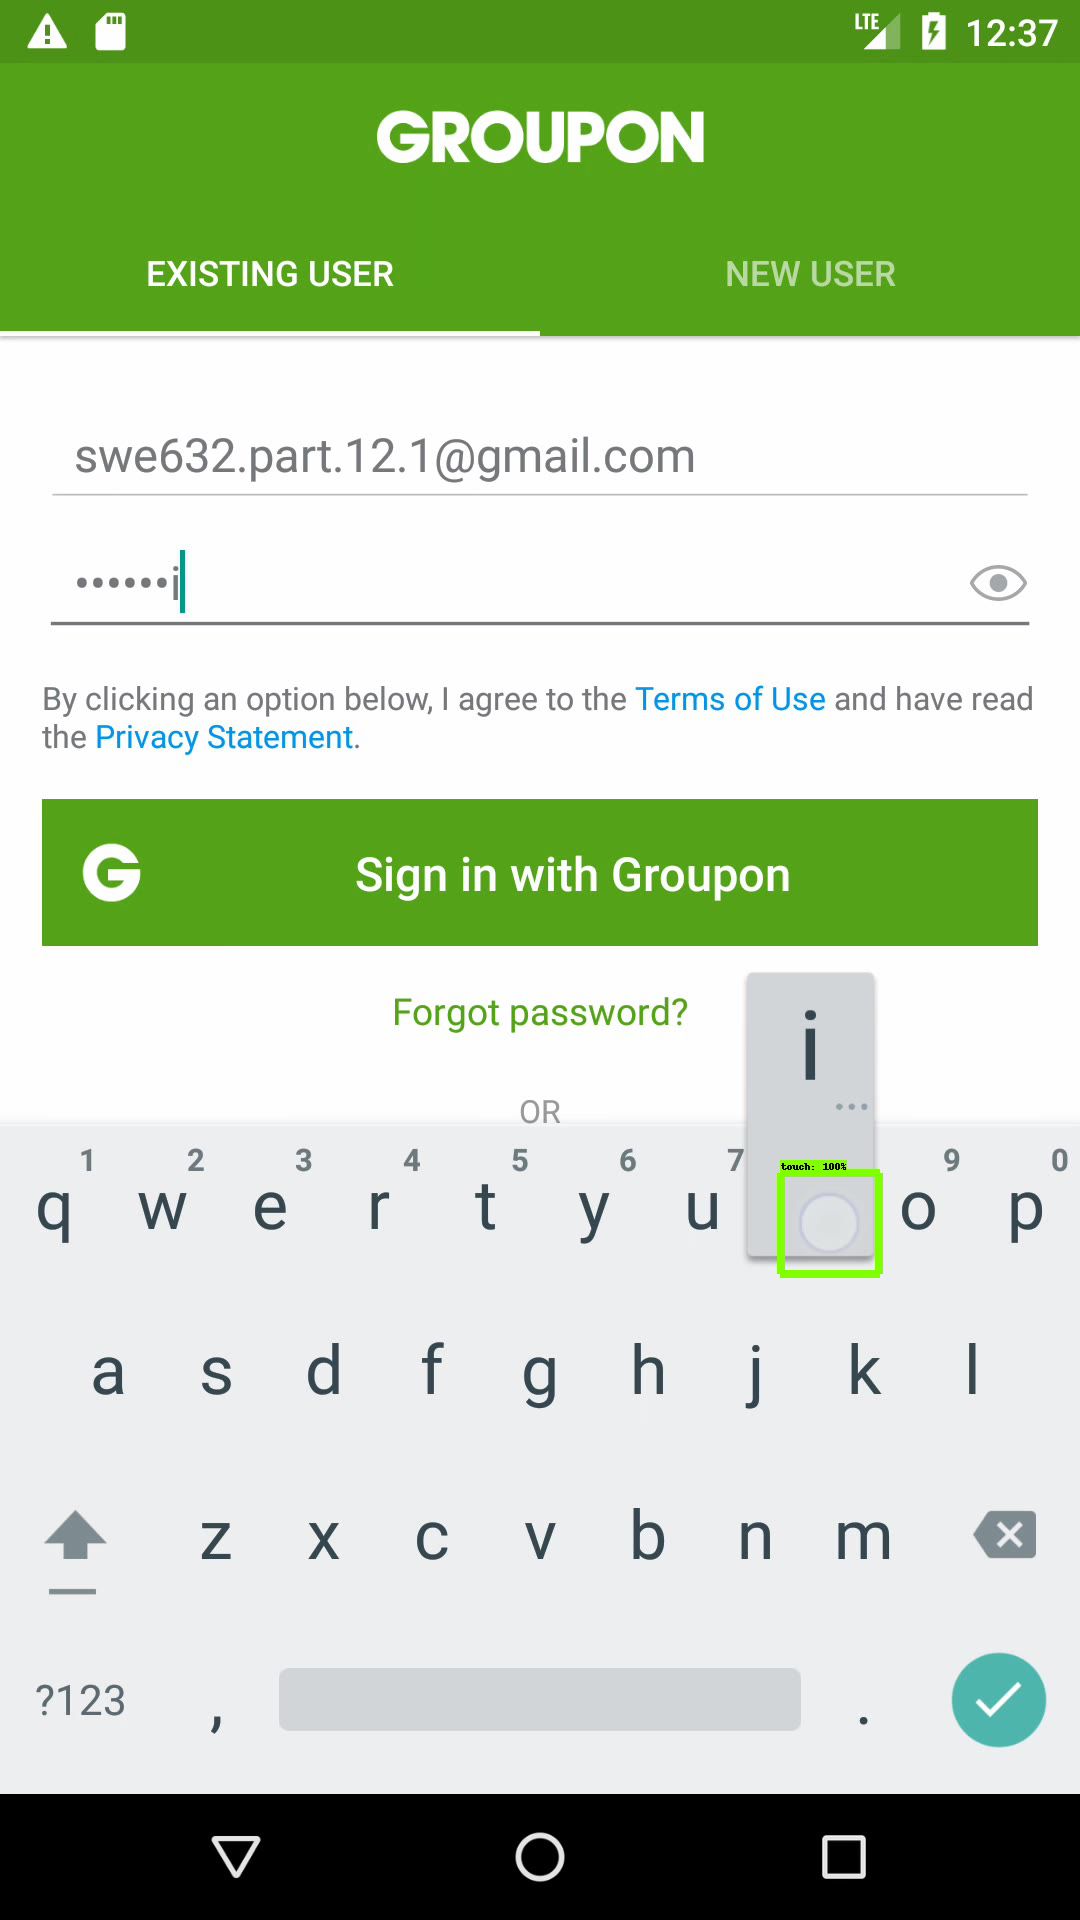 LTE 12:37
GROUPON
EXISTING USER NEW USER
swe632.part.12.1@gmail.com
••••••i
By clicking an option below, I agree to the Terms of Use and have read
the Privacy Statement.
G Sign in with Groupon
Forgot password?
i
...
OR
1 2 3 4 5 6 7 9 0
touch: 100%
q w e r t y u o p
a s d f g h j k l
z x c v b n m
?123 , .